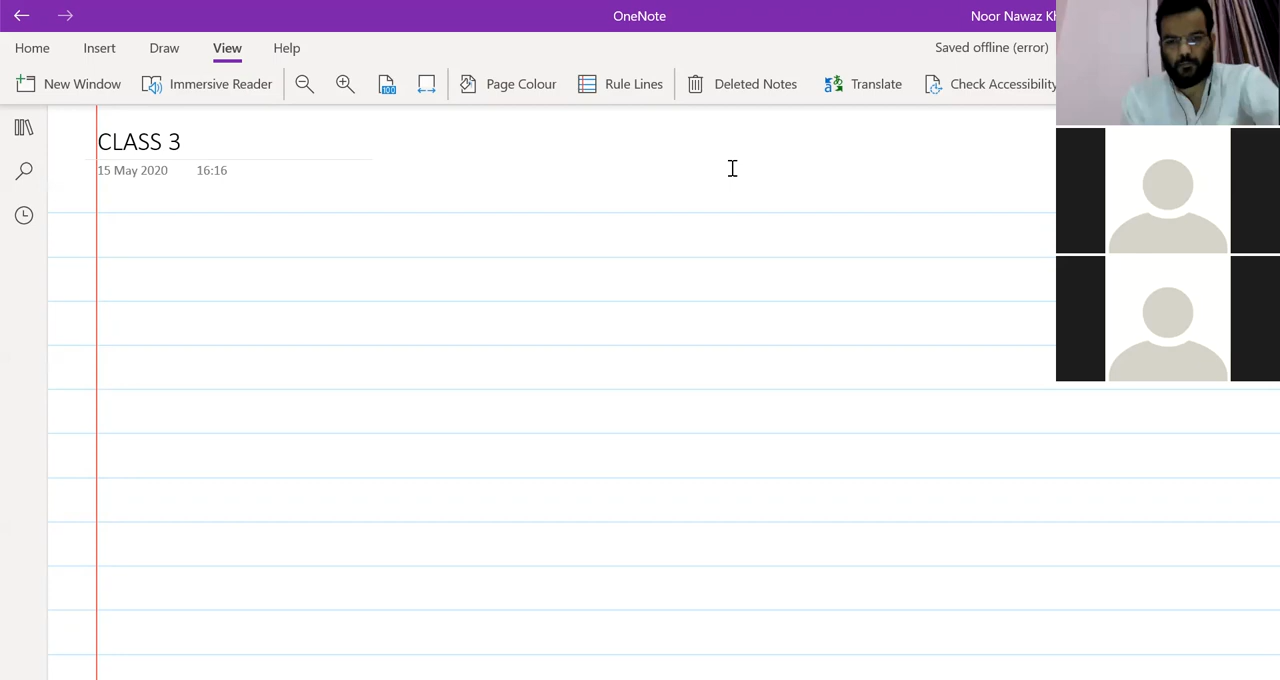 OneNote
Noor Nawaz
Home Insert Draw View Help
Saved offline (error)
New Window Immersive Reader 100 Page Colour Rule Lines Deleted Notes Translate Check Accessibility
CLASS 3
15 May 2020 16:16